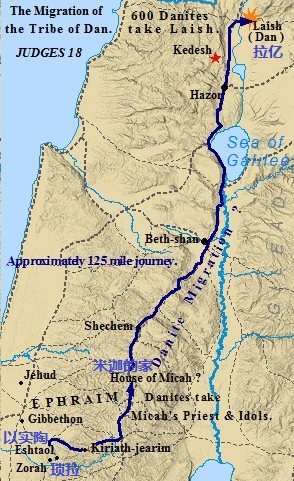 The Migration of
the Tribe of Dan.
JUDGES 18
600 Danites
take Laish.
Laish
(Dan)
拉亿
Kedesh
Hazor
Sea of
Galilee
GILEAD
Beth-shan
Approximately 125 mile journey.
Danite Migration ?
Shechem
米迦的家
House of Micah ?
Jehud
EPHRAIM
Danites take
Micah's Priest & Idols.
Gibbethon
以实陶
Eshtaol
Kirjath-jearim
Zorah
琐拉